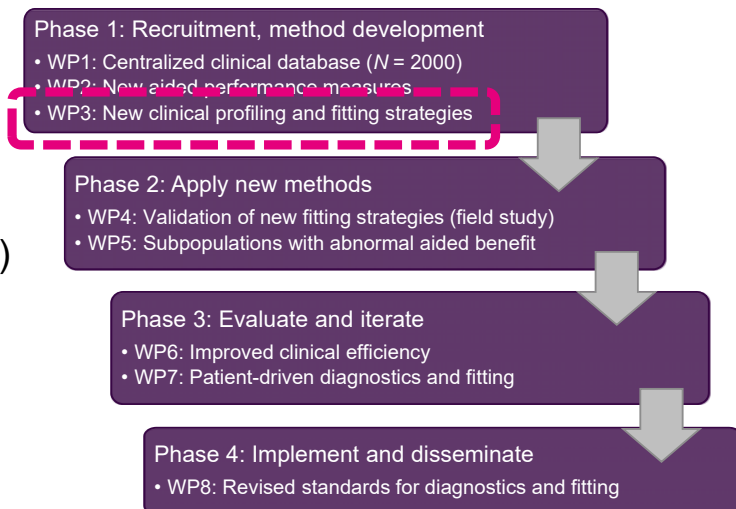 Phase 1: Recruitment, method development
• WP1: Centralized clinical database (N = 2000)
• WP2: New aided performance measures
• WP3: New clinical profiling and fitting strategies
Phase 2: Apply new methods
• WP4: Validation of new fitting strategies (field study)
• WP5: Subpopulations with abnormal aided benefit
)
Phase 3: Evaluate and iterate
• WP6: Improved clinical efficiency
• WP7: Patient-driven diagnostics and fitting
Phase 4: Implement and disseminate
• WP8: Revised standards for diagnostics and fitting